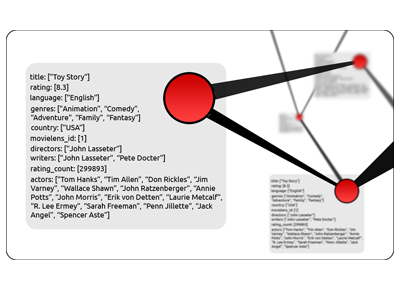 title: ["Toy Story"]
rating: [8.3]
language: ["English"]
genres: ["Animation", "Comedy",
"Adventure", "Family", "Fantasy"]
country: ["USA"]
movielens_id: [1]
directors: ["John Lasseter"]
writers: ["John Lasseter", "Pete Docter"]
rating_count: [299893]
actors: ["Tom Hanks", "Tim Allen", "Don Rickles", "Jim
Varney", "Wallace Shawn", "John Ratzenberger", "Annie
Potts", "John Morris", "Erik von Detten", "Laurie Metcalf",
"R. Lee Ermey", "Sarah Freeman", "Penn Jillette", "Jack
Angel", "Spencer Aste"]
title: ["Toy Story"]
rating: [8.3]
language: ["English"]
genres: ["Animation", "Comedy",
"Adventure", "Family", "Fantasy"]
country: ["USA"]
movielens_id: [1]
directors: ["John Lasseter"]
writers: ["John Lasseter", "Pete Docter"]
rating_count: [299893]
actors: ["Tom Hanks", "Tim Allen", "Don Rickles", "Jim
Varney", "Wallace Shawn", "John Ratzenberger", "Annie
Potts", "John Morris", "Erik von Detten", "Laurie Metcalf",
"R. Lee Ermey", "Sarah Freeman", "Penn Jillette", "Jack
Angel", "Spencer Aste"]